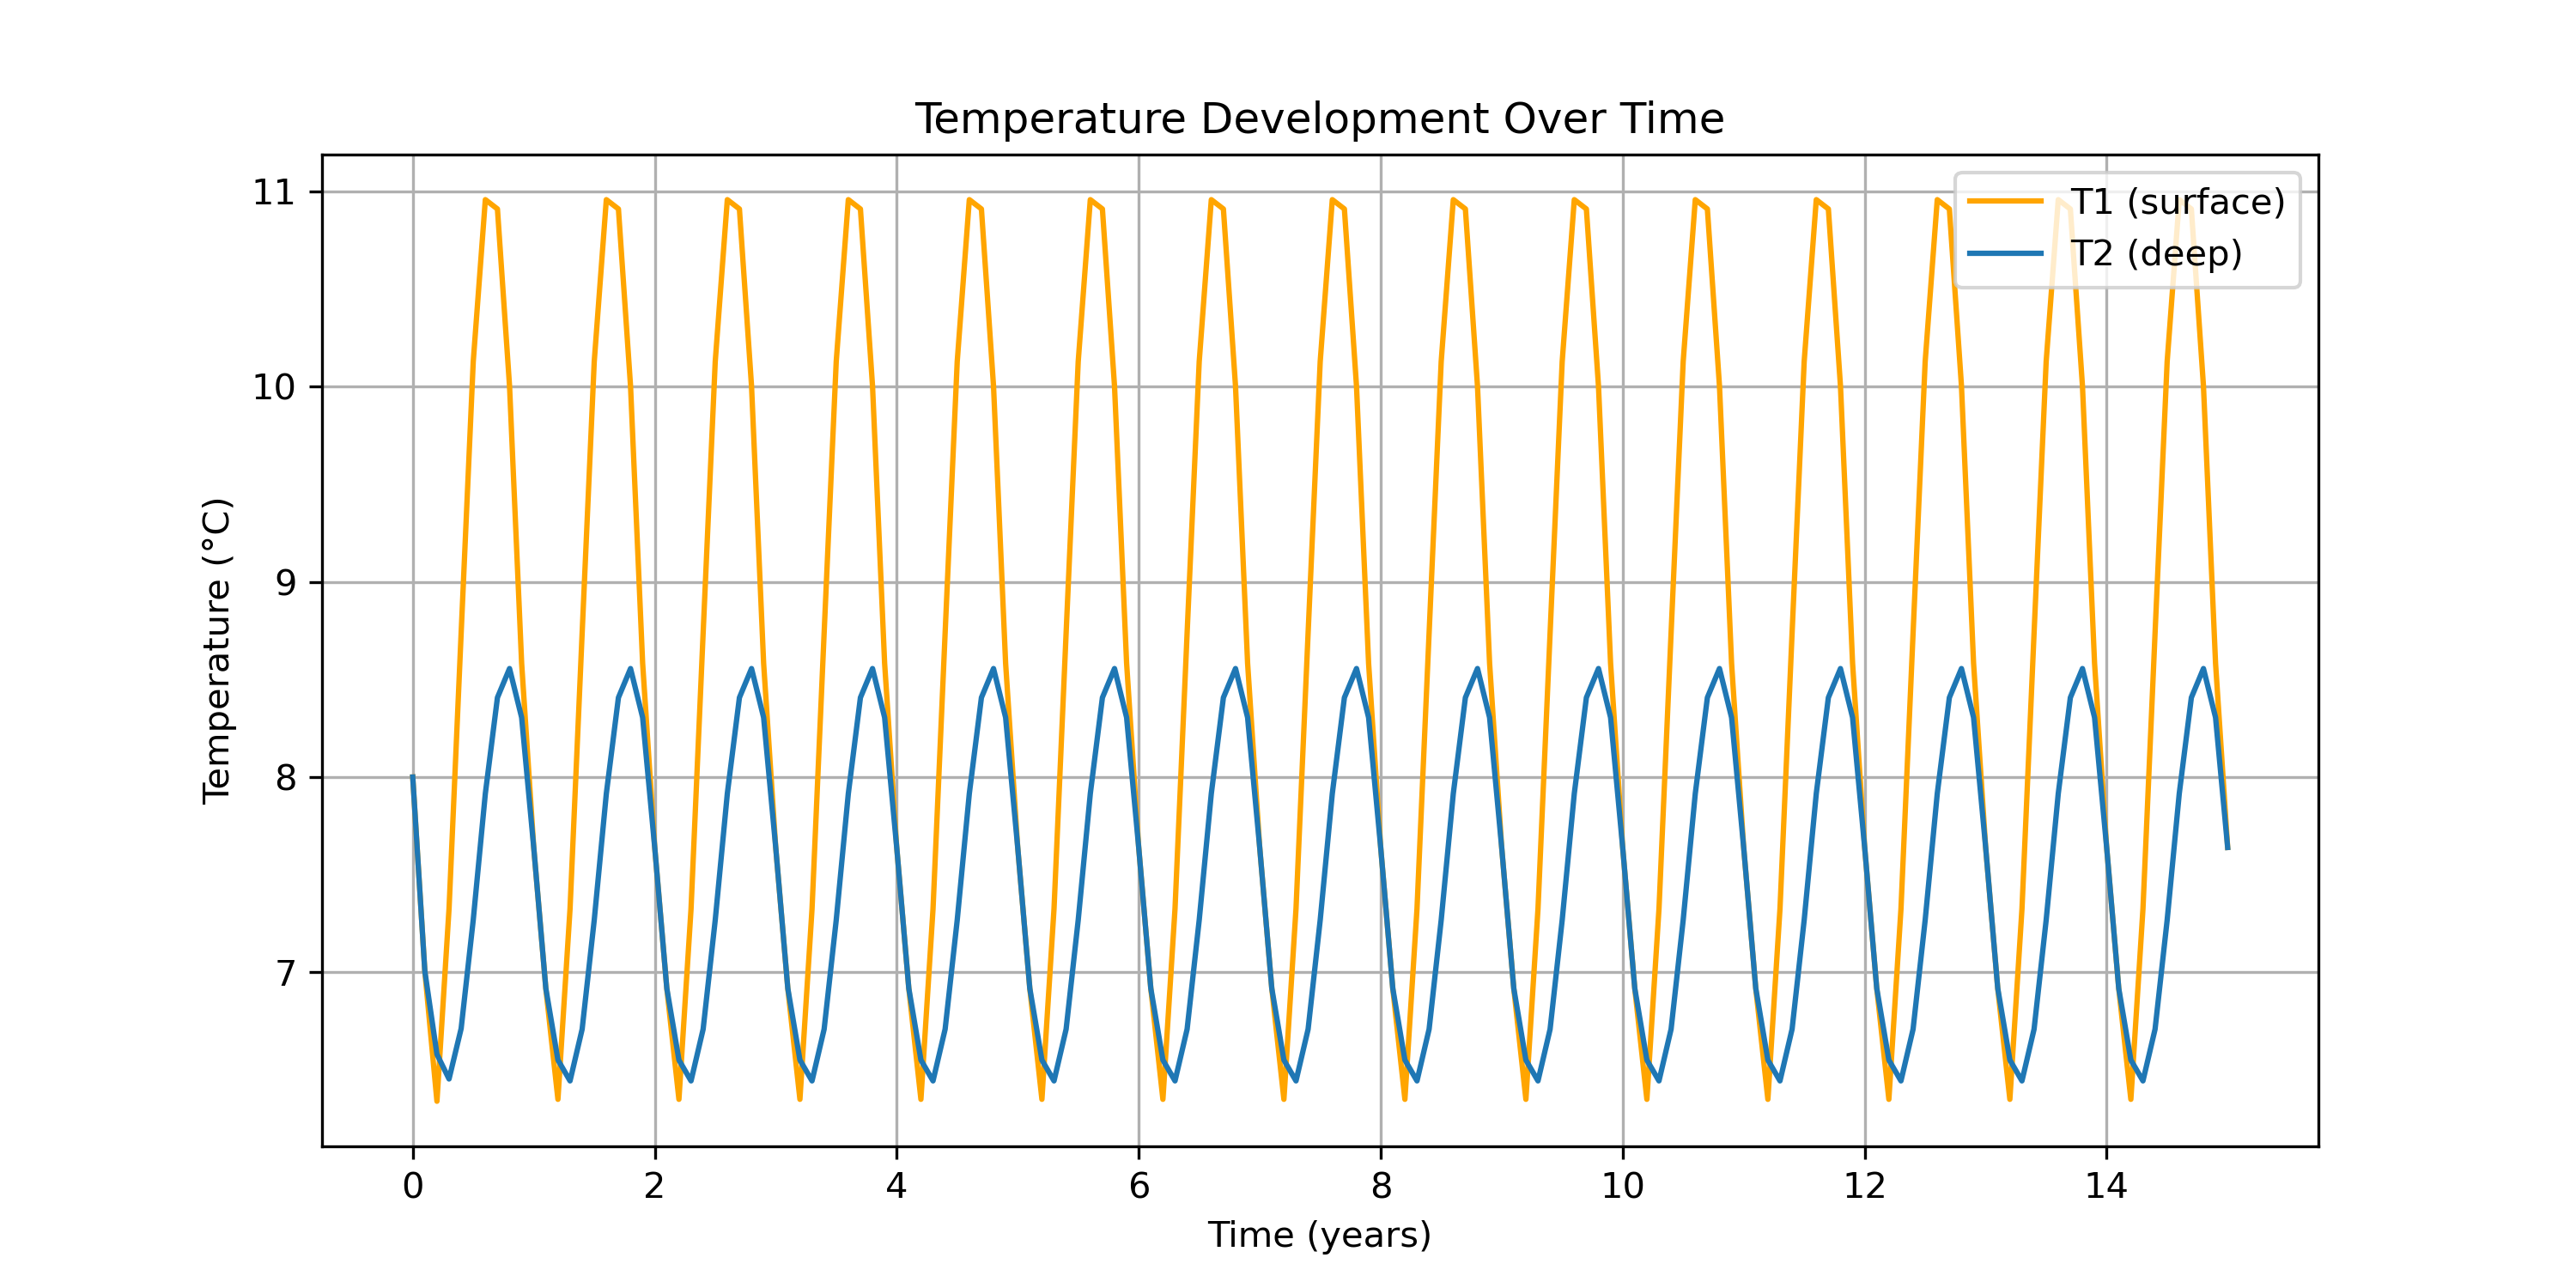 Temperature Development Over Time
11
10
9
8
7
Temperature (°C)
T1 (surface)
T2 (deep)
0 2 4 6 8 10 12 14
Time (years)